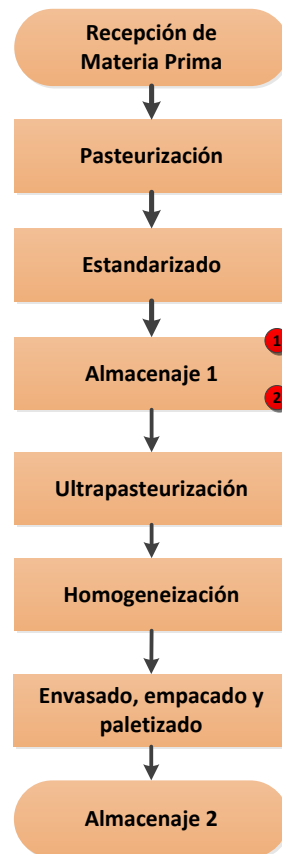 Recepción de
Materia Prima
Pasteurización
Estandarizado
1
Almacenaje 1
2
Ultrapasteurización
Homogeneización
Envasado, empacado y
paletizado
Almacenaje 2